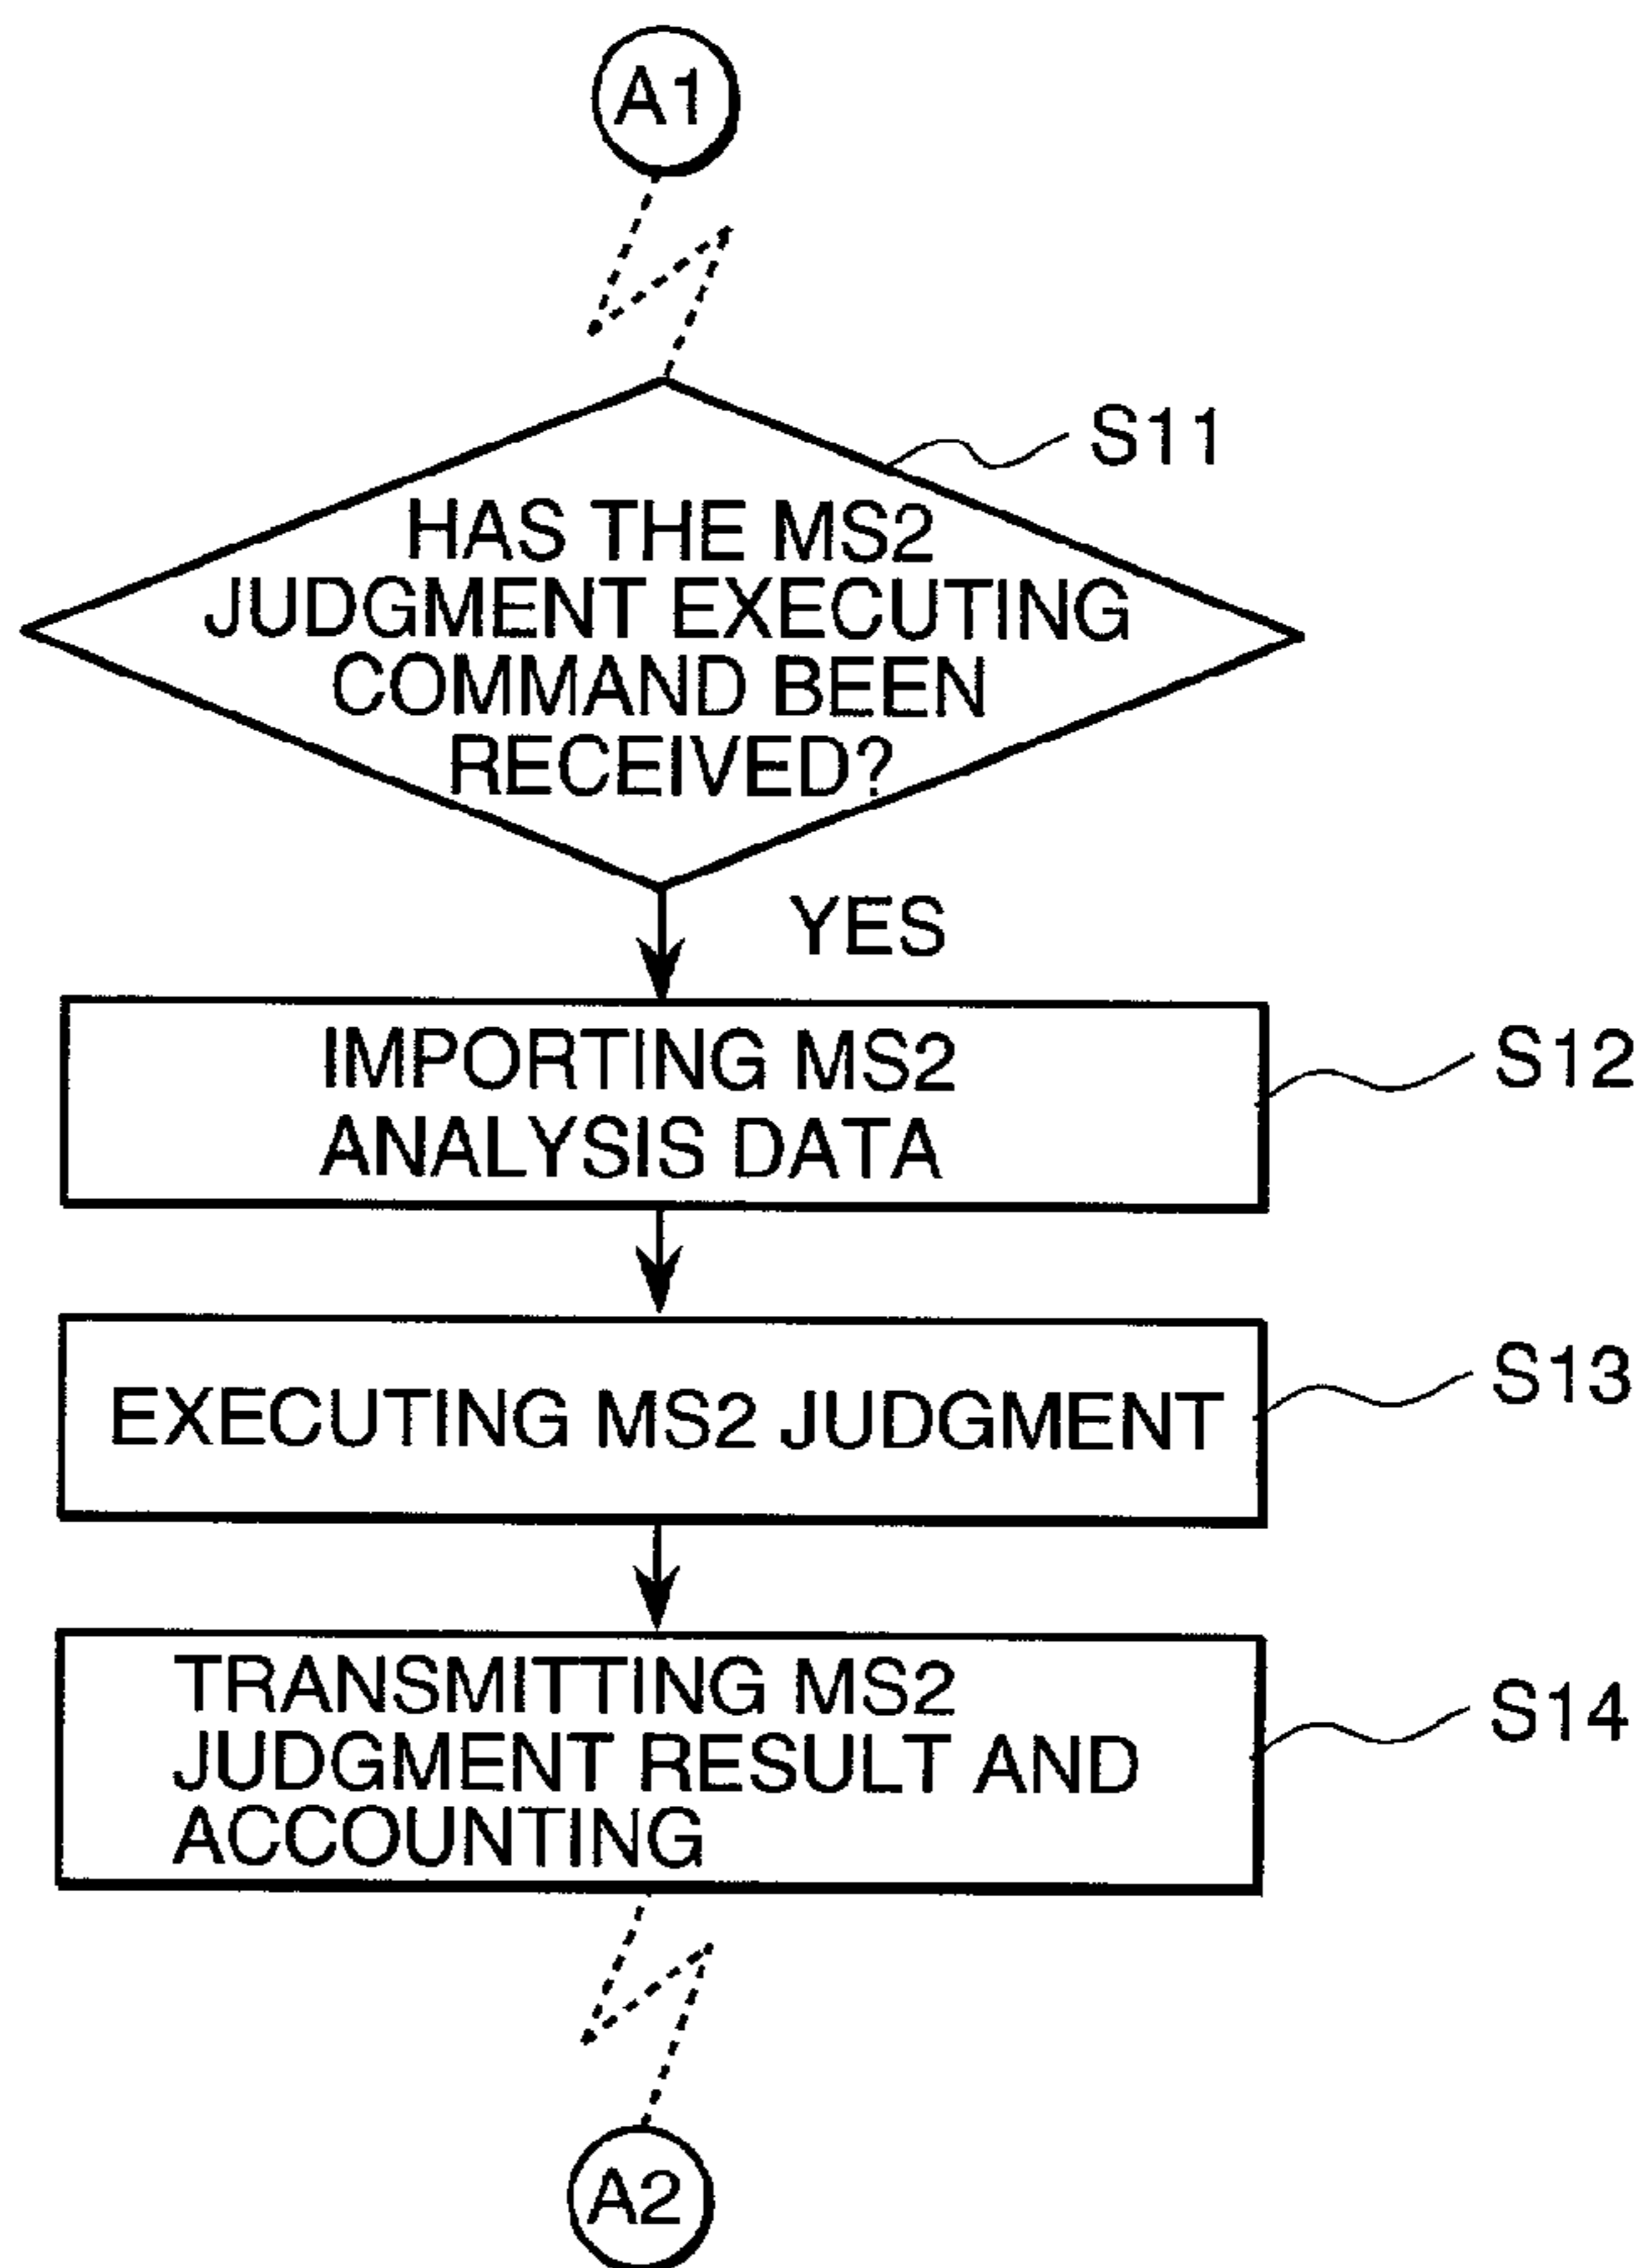 A1
S11
HAS THE MS2
JUDGMENT EXECUTING
COMMAND BEEN
RECEIVED?
YES
IMPORTING MS2
ANALYSIS DATA
S12
EXECUTING MS2 JUDGMENT
S13
TRANSMITTING MS2
JUDGMENT RESULT AND
ACCOUNTING
S14
A2